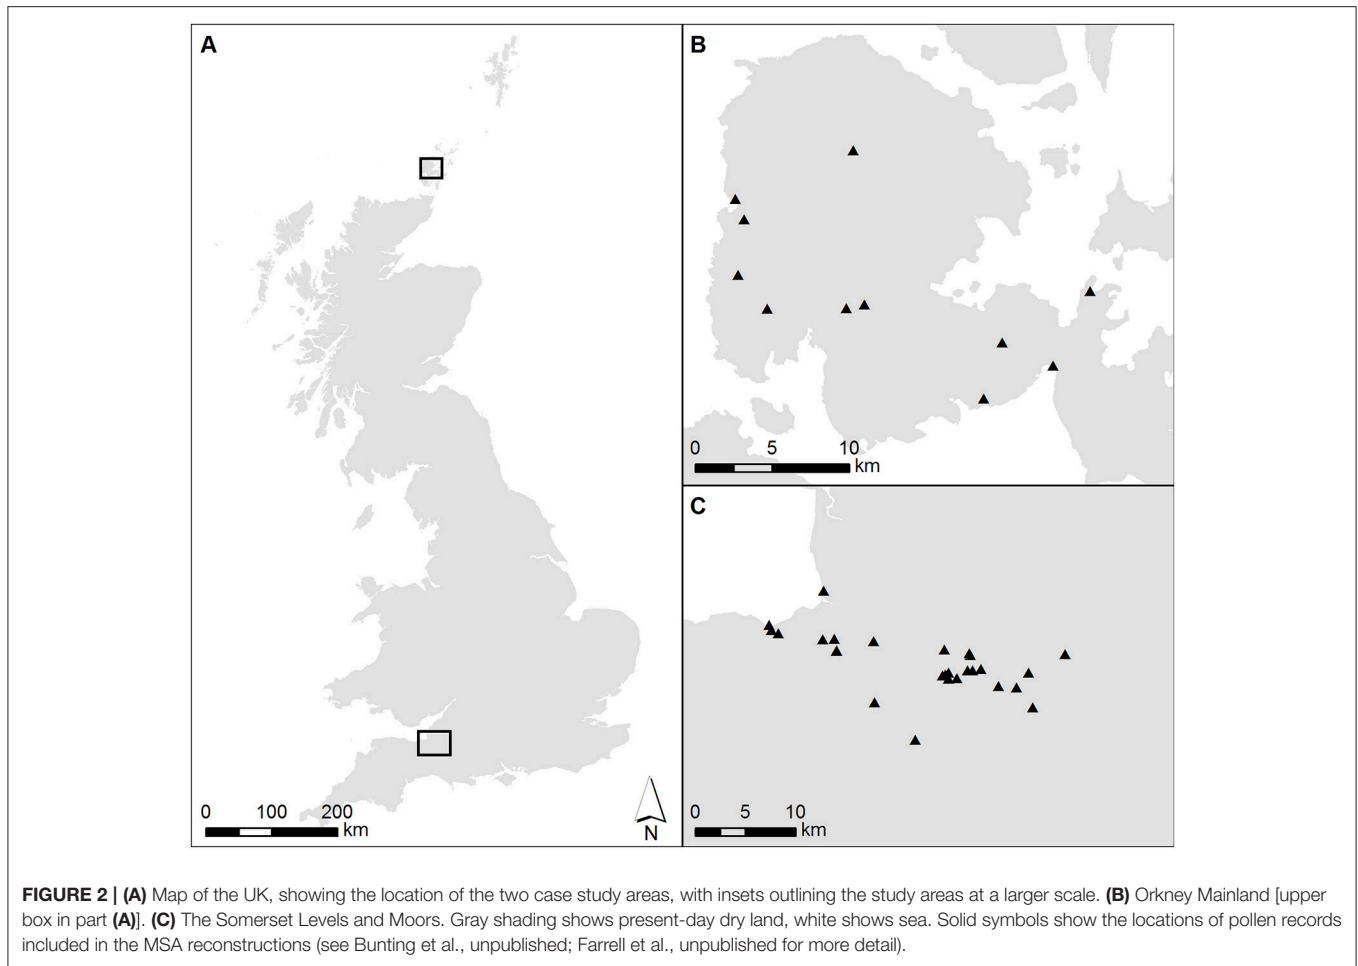 A
B
0 5 10
km
C
0 5 10
km
0 100 200
km
N
FIGURE 2 | (A) Map of the UK, showing the location of the two case study areas, with insets outlining the study areas at a larger scale. (B) Orkney Mainland [upper
box in part (A)]. (C) The Somerset Levels and Moors. Gray shading shows present-day dry land, white shows sea. Solid symbols show the locations of pollen records
included in the MSA reconstructions (see Bunting et al., unpublished; Farrell et al., unpublished for more detail).